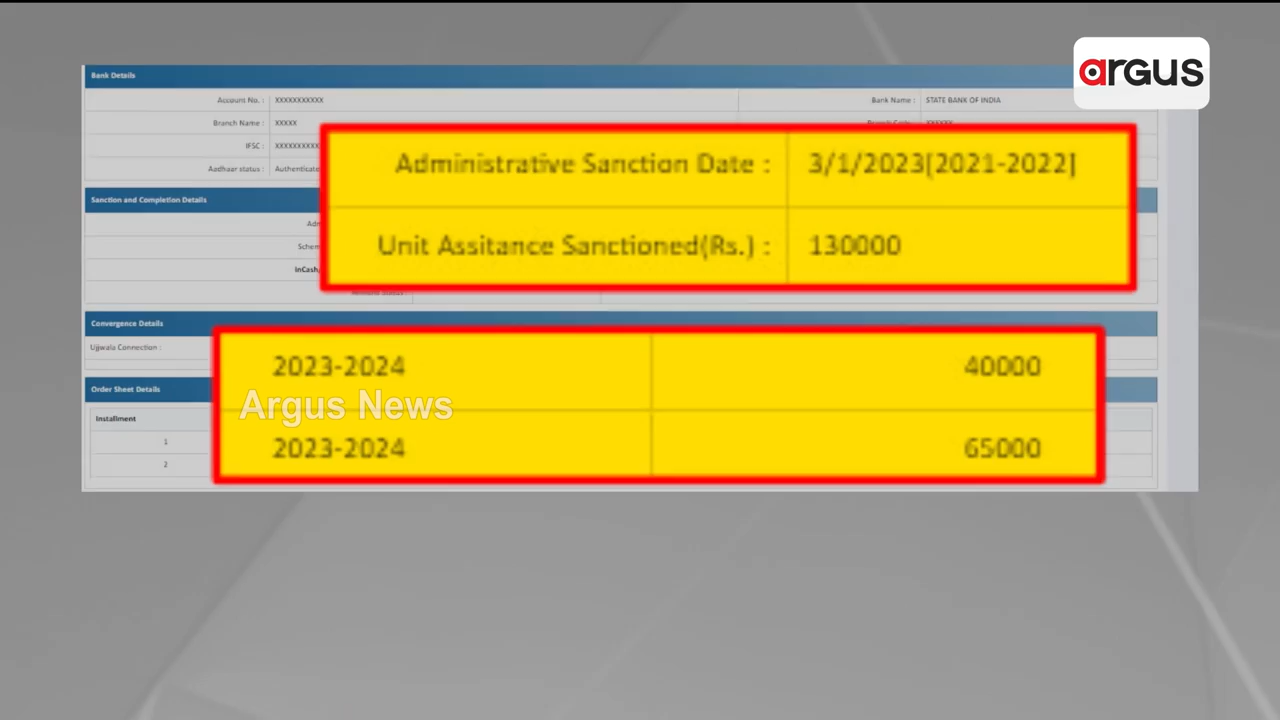 argus
Bank Details
Account No. : XXXXXXXXXXX Bank Name : STATE BANK OF INDIA
Branch Name : XXXXX
IFSC : XXXXXXXXX
Aadhaar status : Authenticate
Administrative Sanction Date : 3/1/2023[2021-2022]
Sanction and Completion Details
Unit Assitance Sanctioned(Rs.) : 130000
Convergence Details
Ujjwala Connection :
2023-2024 40000
Order Sheet Details
Argus News
Installment
1
2023-2024 65000
2